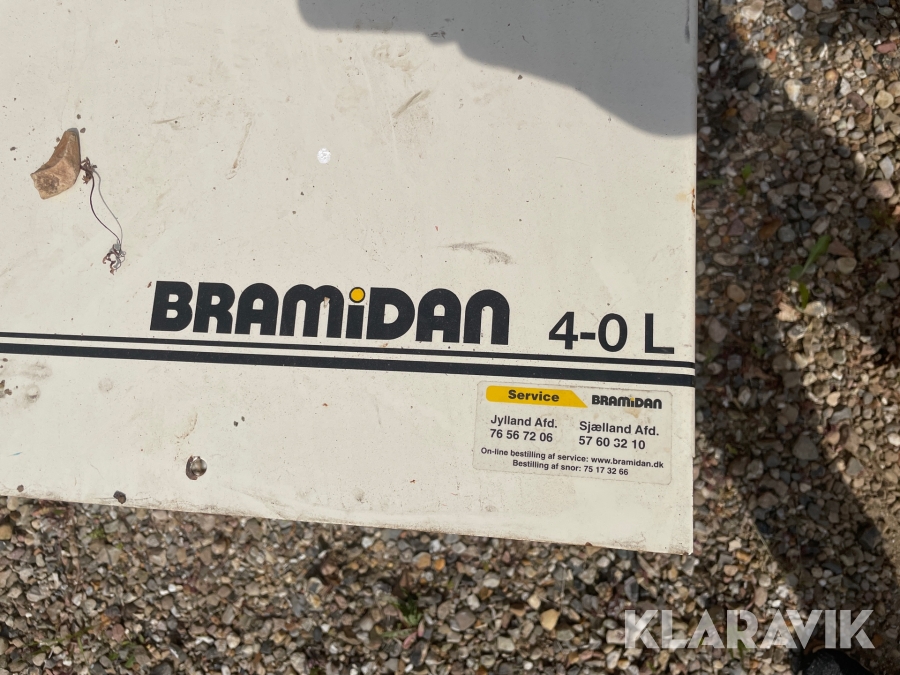 BRAMiDAN 4-0 L
Service BRAMiDAN
Jylland Afd. Sjælland Afd.
76 56 72 06 57 60 32 10
On-line bestilling af service: www.bramidan.dk
Bestilling af snor: 75 17 32 66
KLARAVIK